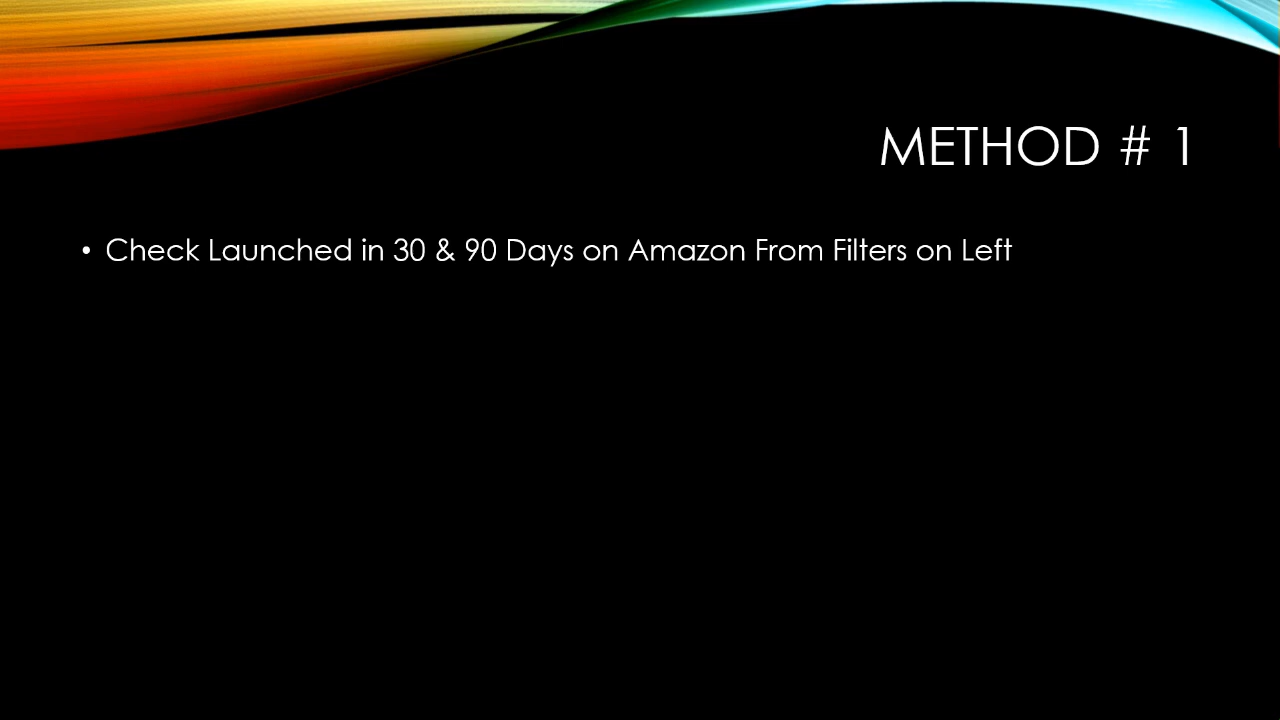 METHOD # 1
• Check Launched in 30 & 90 Days on Amazon From Filters on Left